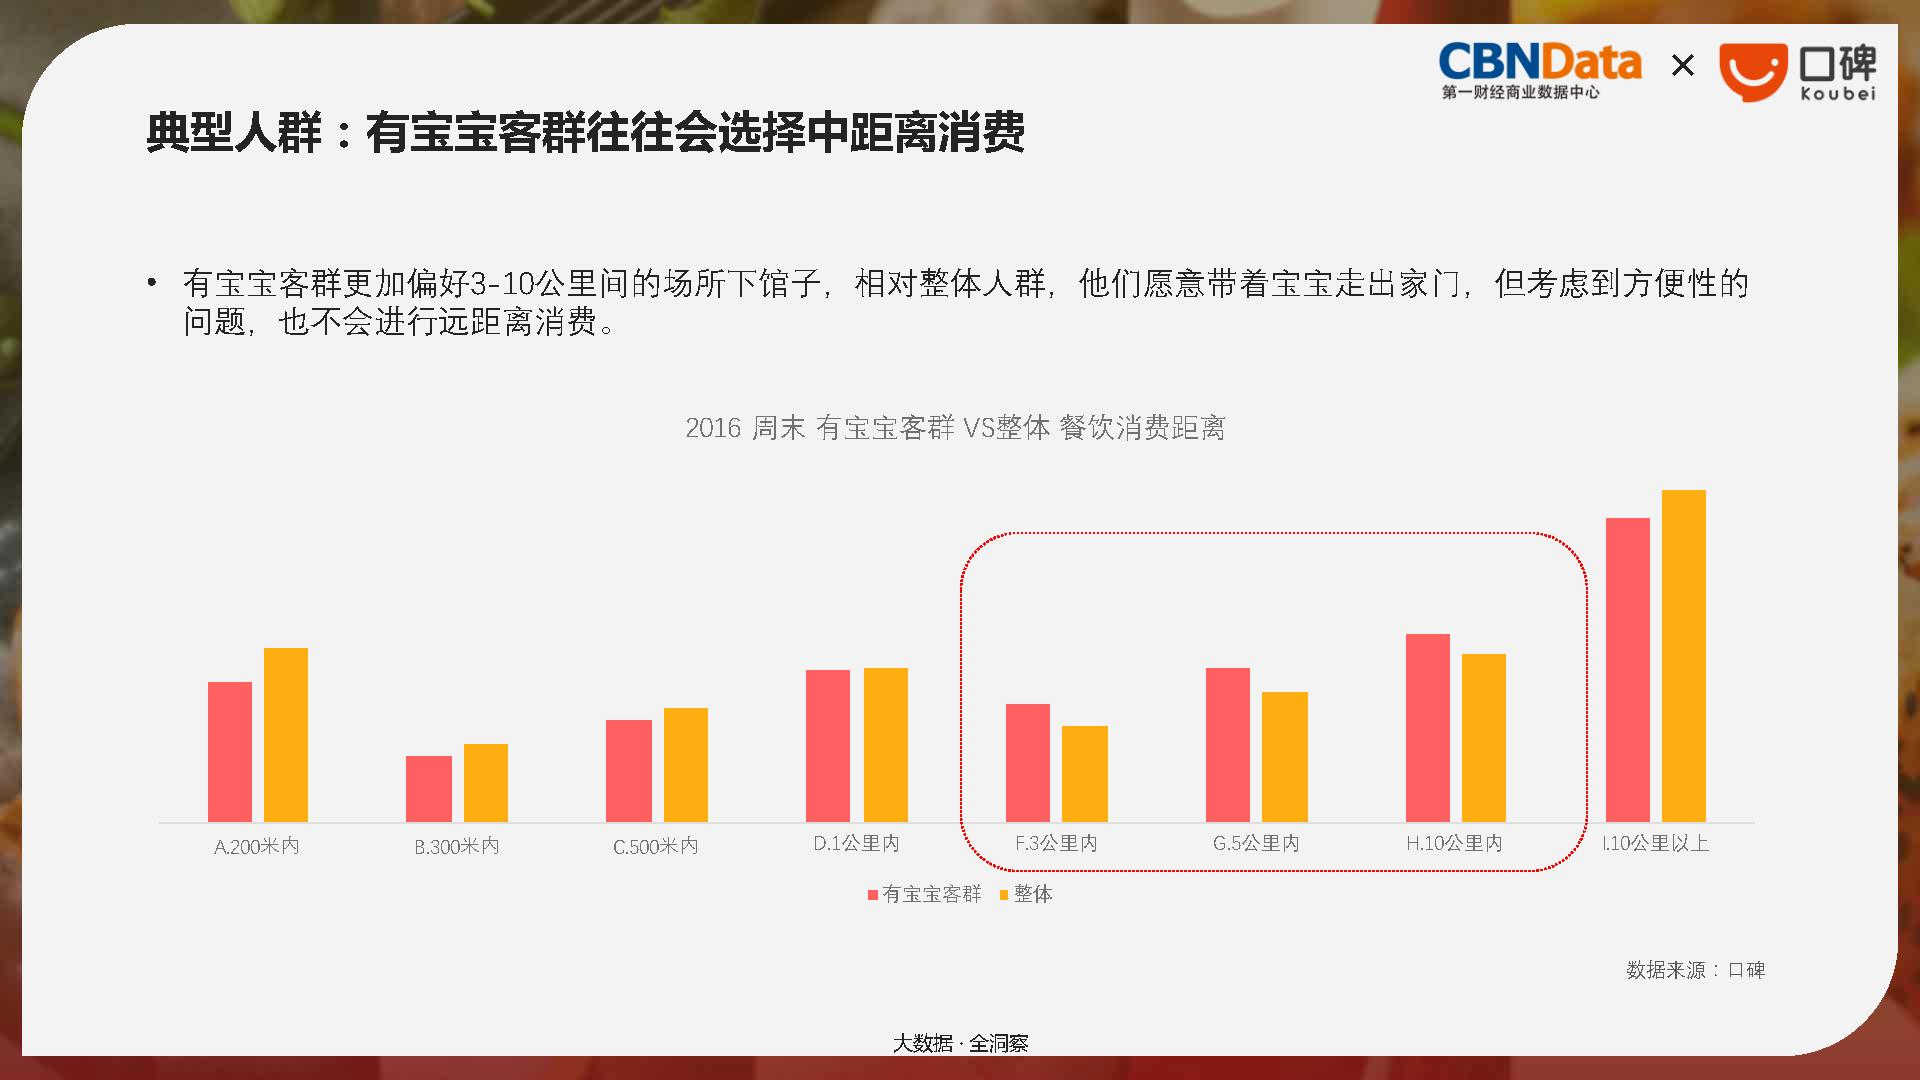 CBNData
第一财经商业数据中心
×
口碑
Koubei
典型人群：有宝宝客群往往会选择中距离消费
• 有宝宝客群更加偏好3-10公里间的场所下馆子，相对整体人群，他们愿意带着宝宝走出家门，但考虑到方便性的
问题，也不会进行远距离消费。
2016 周末 有宝宝客群 VS整体 餐饮消费距离
A.200米内 B.300米内 C.500米内 D.1公里内 F.3公里内 G.5公里内 H.10公里内 I.10公里以上
有宝宝客群 整体
数据来源：口碑
大数据·全洞察